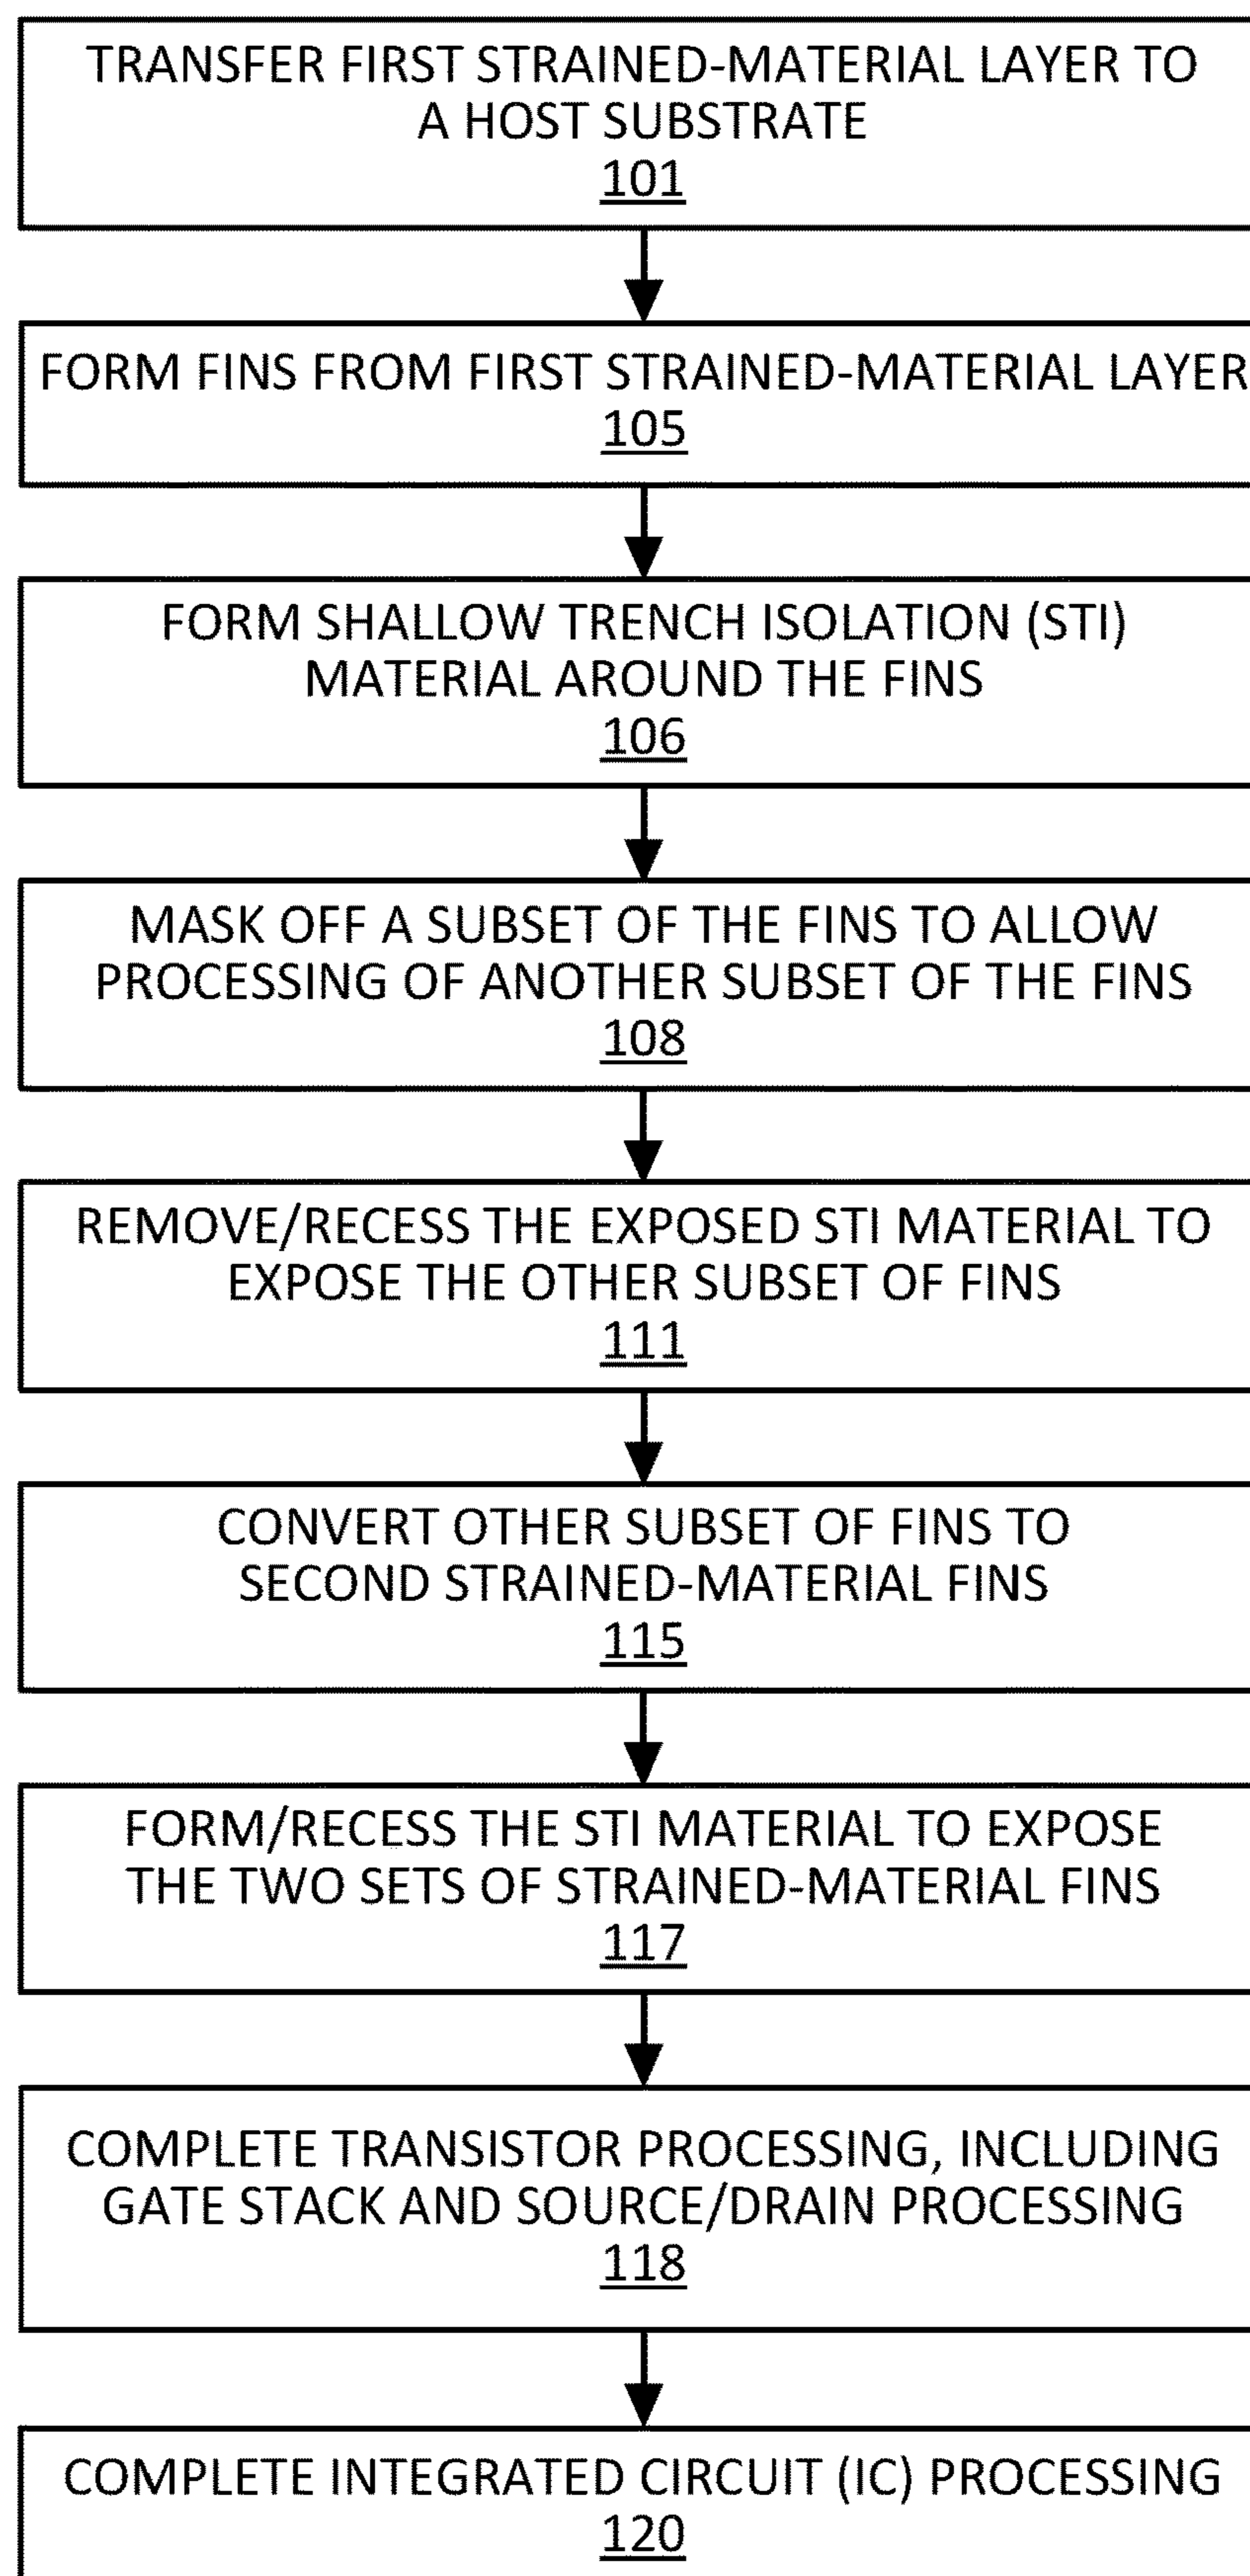 TRANSFER FIRST STRAINED-MATERIAL LAYER TO
A HOST SUBSTRATE
101
FORM FINS FROM FIRST STRAINED-MATERIAL LAYER
105
FORM SHALLOW TRENCH ISOLATION (STI)
MATERIAL AROUND THE FINS
106
MASK OFF A SUBSET OF THE FINS TO ALLOW
PROCESSING OF ANOTHER SUBSET OF THE FINS
108
REMOVE/RECESS THE EXPOSED STI MATERIAL TO
EXPOSE THE OTHER SUBSET OF FINS
111
CONVERT OTHER SUBSET OF FINS TO
SECOND STRAINED-MATERIAL FINS
115
FORM/RECESS THE STI MATERIAL TO EXPOSE
THE TWO SETS OF STRAINED-MATERIAL FINS
117
COMPLETE TRANSISTOR PROCESSING, INCLUDING
GATE STACK AND SOURCE/DRAIN PROCESSING
118
COMPLETE INTEGRATED CIRCUIT (IC) PROCESSING
120